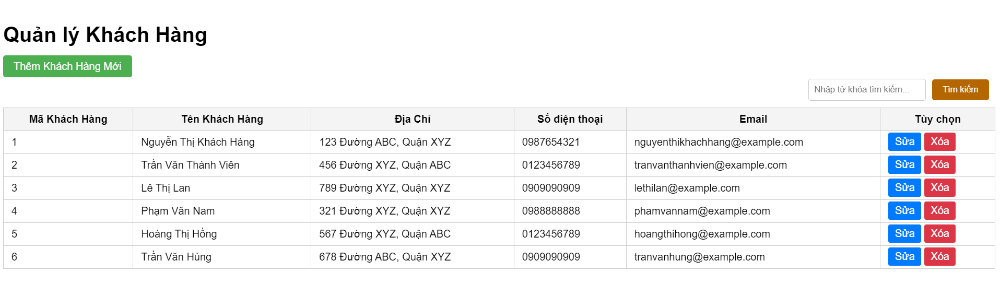 Quản lý Khách Hàng
Thêm Khách Hàng Mới
Nhập từ khóa tìm kiếm... Tìm kiếm
Mã Khách Hàng Tên Khách Hàng Địa Chỉ Số điện thoại Email Tùy chọn
1 Nguyễn Thị Khách Hàng 123 Đường ABC, Quận XYZ 0987654321 nguyenthikhachhang@example.com Sửa Xóa
2 Trần Văn Thành Viên 456 Đường XYZ, Quận ABC 0123456789 tranvanthanhvien@example.com Sửa Xóa
3 Lê Thị Lan 789 Đường XYZ, Quận XYZ 0909090909 lethilan@example.com Sửa Xóa
4 Phạm Văn Nam 321 Đường XYZ, Quận XYZ 0988888888 phamvannam@example.com Sửa Xóa
5 Hoàng Thị Hồng 567 Đường XYZ, Quận ABC 0123456789 hoangthihong@example.com Sửa Xóa
6 Trần Văn Hùng 678 Đường ABC, Quận XYZ 0909090909 tranvanhung@example.com Sửa Xóa